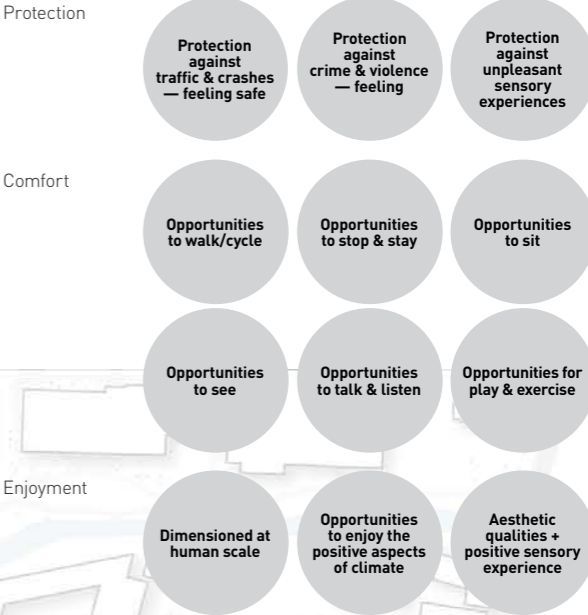 Protection
Protection
against
traffic & crashes
— feeling safe
Protection
against
crime & violence
— feeling
Protection
against
unpleasant
sensory
experiences
Comfort
Opportunities
to walk/cycle
Opportunities
to stop & stay
Opportunities
to sit
Opportunities
to see
Opportunities
to talk & listen
Opportunities for
play & exercise
Enjoyment
Dimensioned at
human scale
Opportunities
to enjoy the
positive aspects
of climate
Aesthetic
qualities +
positive sensory
experience